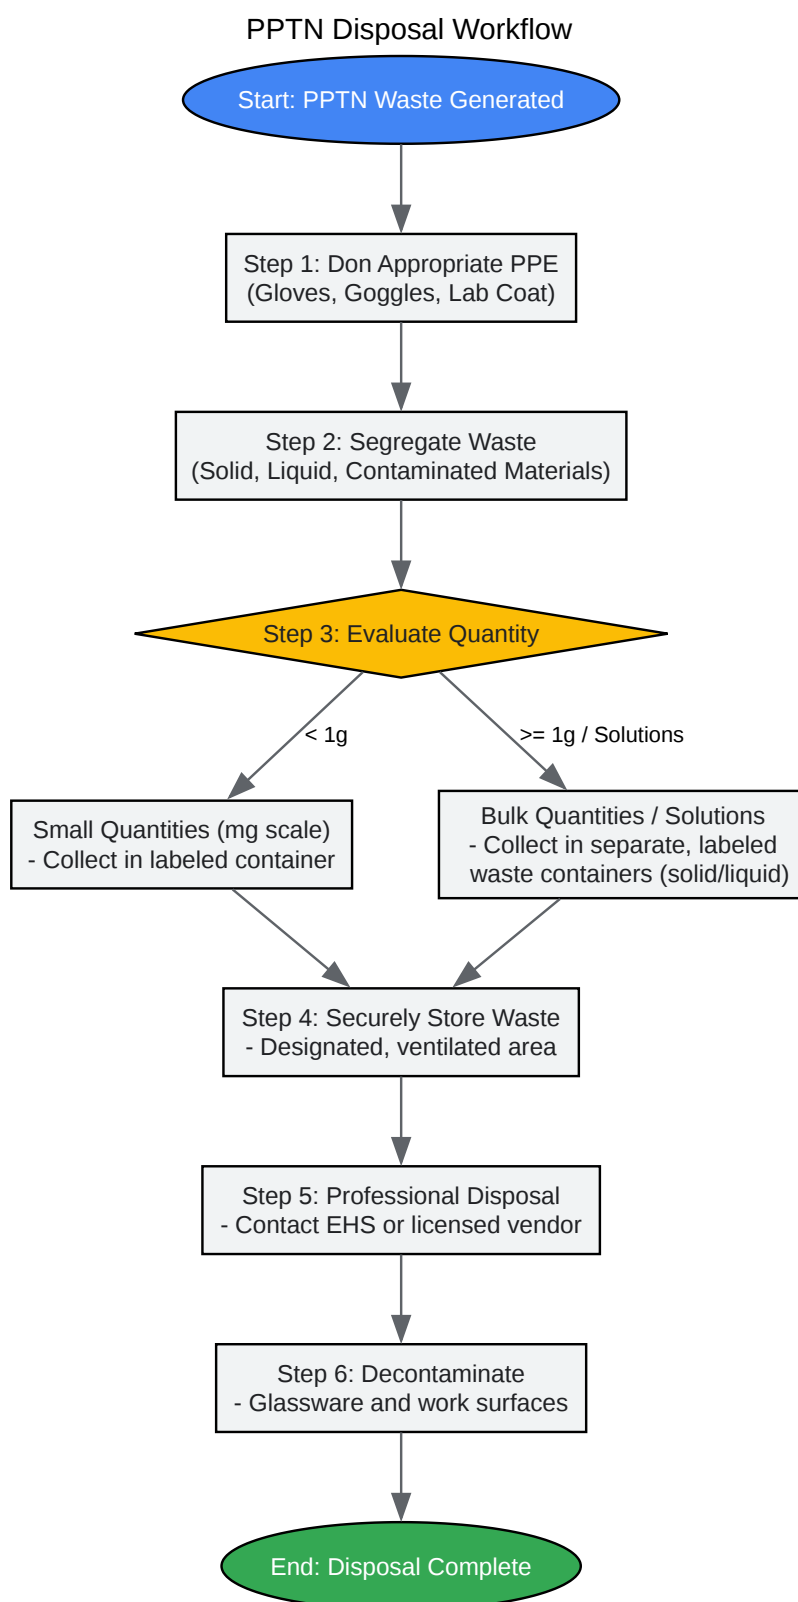 PPTN Disposal Workflow
Start: PPTN Waste Generated
Step 1: Don Appropriate PPE
(Gloves, Goggles, Lab Coat)
Step 2: Segregate Waste
(Solid, Liquid, Contaminated Materials)
Step 3: Evaluate Quantity
< 1g
>= 1g / Solutions
Small Quantities (mg scale)
- Collect in labeled container
Bulk Quantities / Solutions
- Collect in separate, labeled
waste containers (solid/liquid)
Step 4: Securely Store Waste
- Designated, ventilated area
Step 5: Professional Disposal
- Contact EHS or licensed vendor
Step 6: Decontaminate
- Glassware and work surfaces
End: Disposal Complete